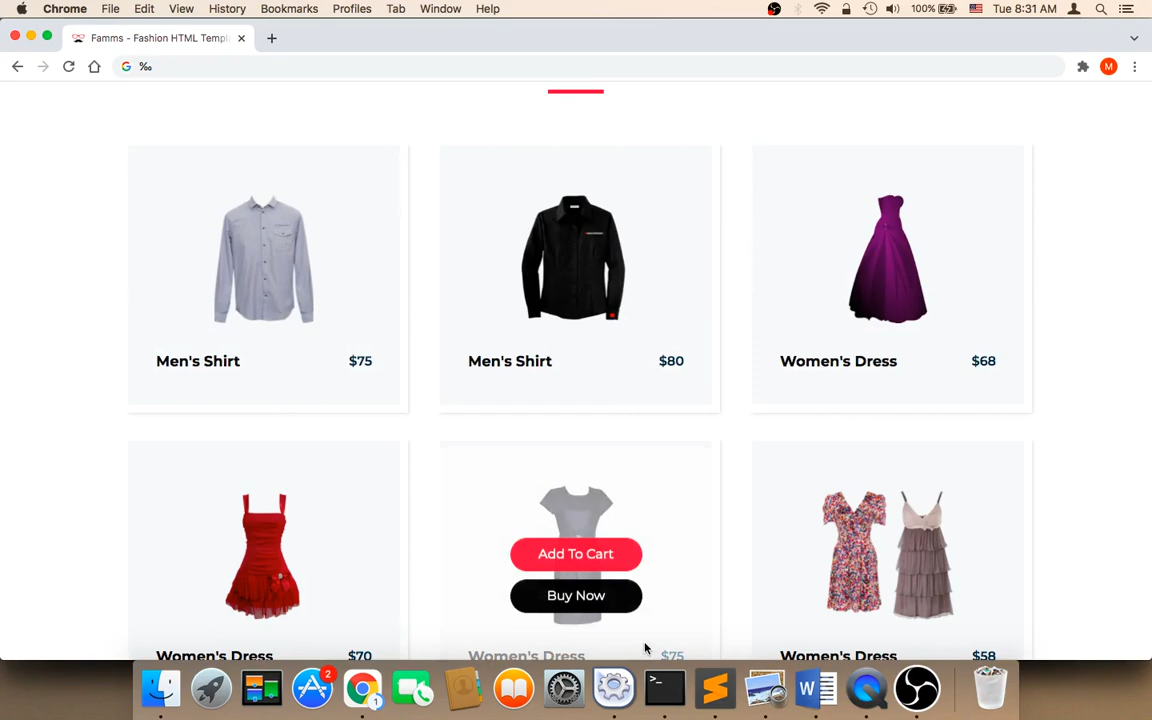 Chrome File Edit View History Bookmarks Profiles Tab Window Help 100% Tue 8:31 AM
Famms - Fashion HTML Templ
‰ M
Men's Shirt $75
Men's Shirt $80
Women's Dress $68
Add To Cart
Buy Now
Women's Dress $70
Women's Dress $75
Women's Dress $58
2
1